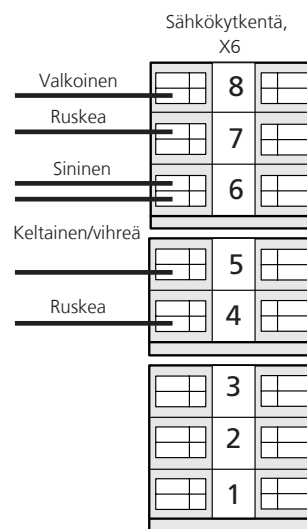 Sähkökytkentä,
X6
Valkoinen
8
Ruskea
7
Sininen
6
Keltainen/vihreä
5
Ruskea
4
3
2
1